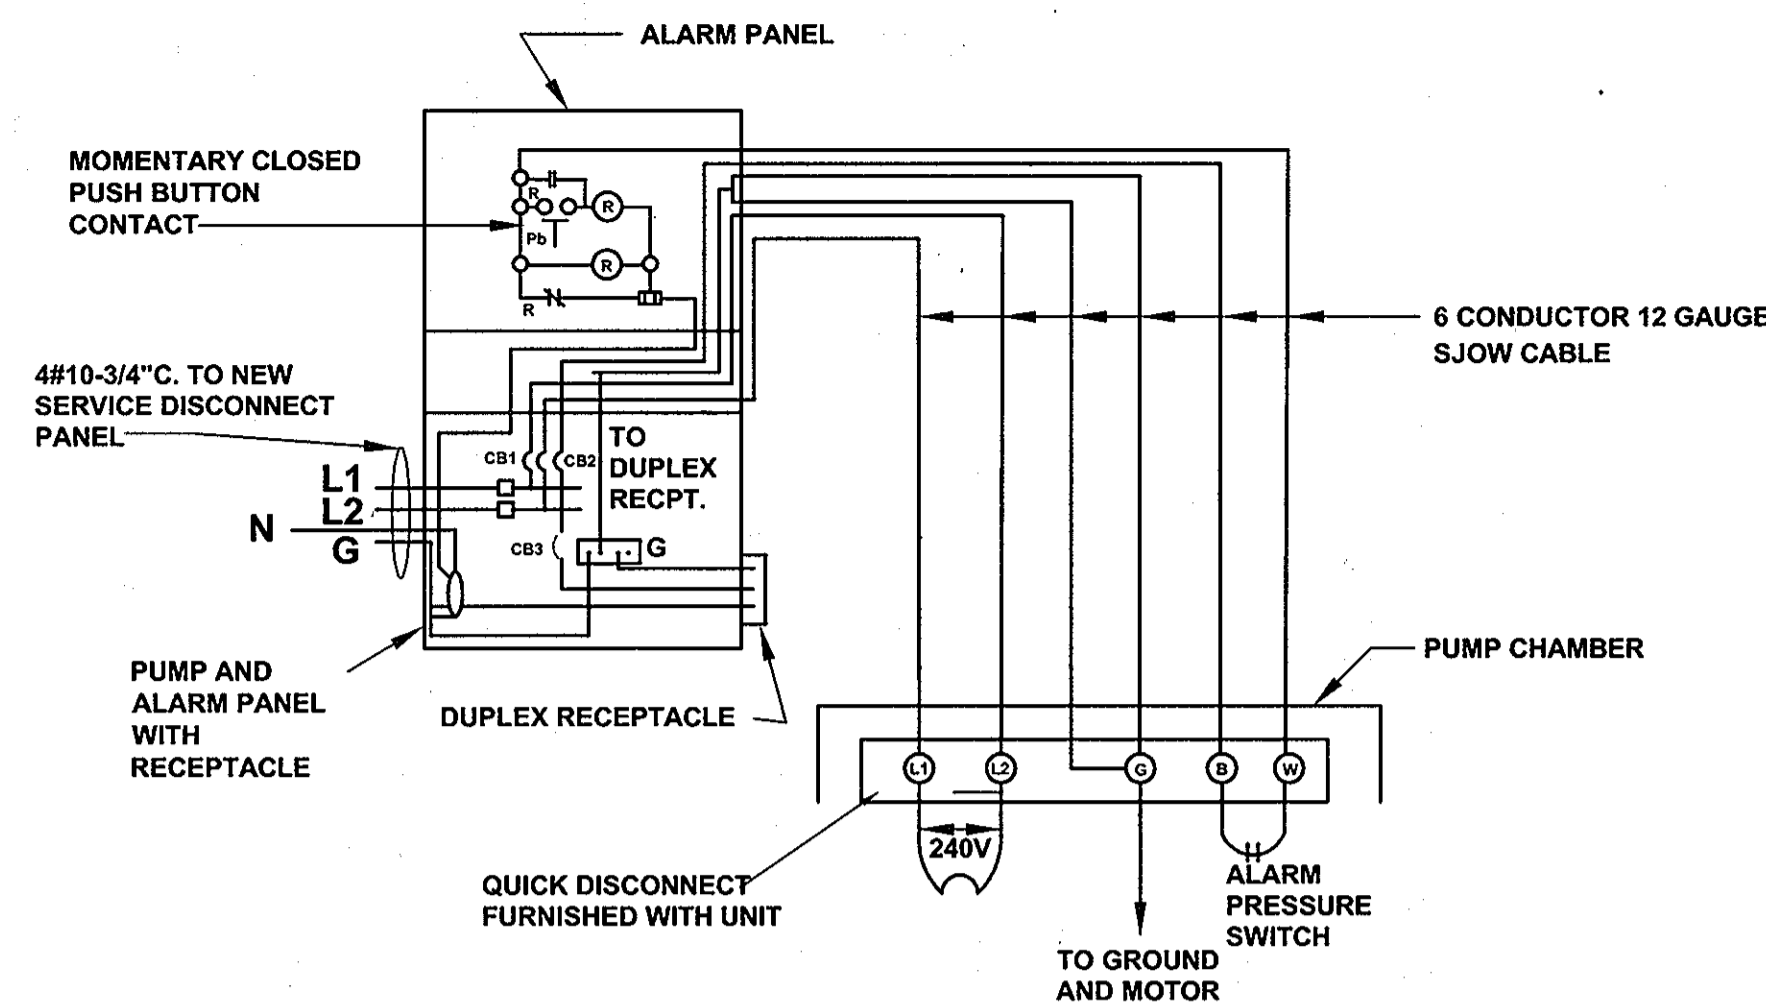 ALARM PANEL
MOMENTARY CLOSED
PUSH BUTTON
CONTACT
R
R
Pb
R
R
6 CONDUCTOR 12 GAUGE
SJOW CABLE
4#10-3/4"C. TO NEW
SERVICE DISCONNECT
PANEL
CB1
CB2
TO
DUPLEX
RECPT.
L1
L2
N
G
CB3
G
PUMP AND
ALARM PANEL
WITH
RECEPTACLE
DUPLEX RECEPTACLE
PUMP CHAMBER
L1
L2
G
B
W
240V
QUICK DISCONNECT
FURNISHED WITH UNIT
ALARM
PRESSURE
SWITCH
TO GROUND
AND MOTOR